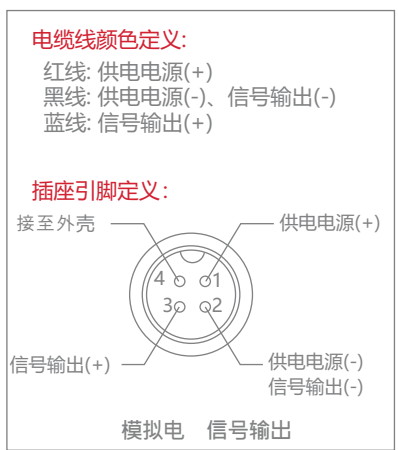 电缆线颜色定义:
红线: 供电电源(+)
黑线: 供电电源(-)、信号输出(-)
蓝线: 信号输出(+)
插座引脚定义:
接至外壳
供电电源(+)
4
1
3
2
信号输出(+)
供电电源(-)
信号输出(-)
模拟电 信号输出